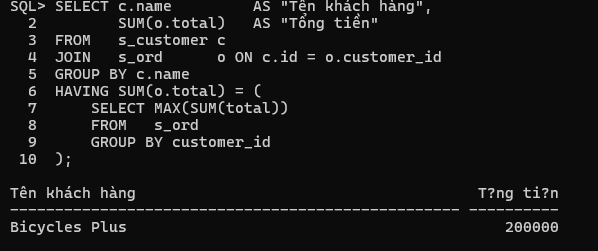 SQL> SELECT c.name         AS "Tên khách hàng",
  2         SUM(o.total)   AS "Tổng tiền"
  3  FROM   s_customer c
  4  JOIN   s_ord      o ON c.id = o.customer_id
  5  GROUP BY c.name
  6  HAVING SUM(o.total) = (
  7      SELECT MAX(SUM(total))
  8      FROM   s_ord
  9      GROUP BY customer_id
 10  );
Tên khách hàng                                      T?ng ti?n
-------------------------------------------------- ----------
Bicycles Plus                                          200000